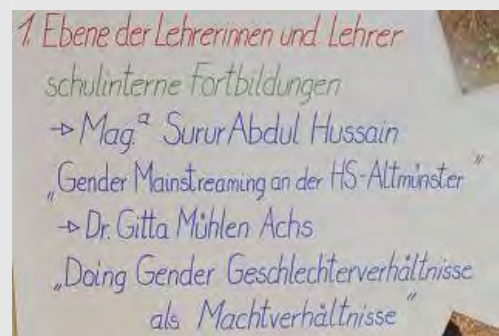 1. Ebene der Lehrerinnen und Lehrer
schulinterne Fortbildungen
→ Mag.ª Surur Abdul Hussain
„Gender Mainstreaming an der HS-Altmünster"
→ Dr. Gitta Mühlen Achs
„Doing Gender Geschlechterverhältnisse
als Machtverhältnisse"